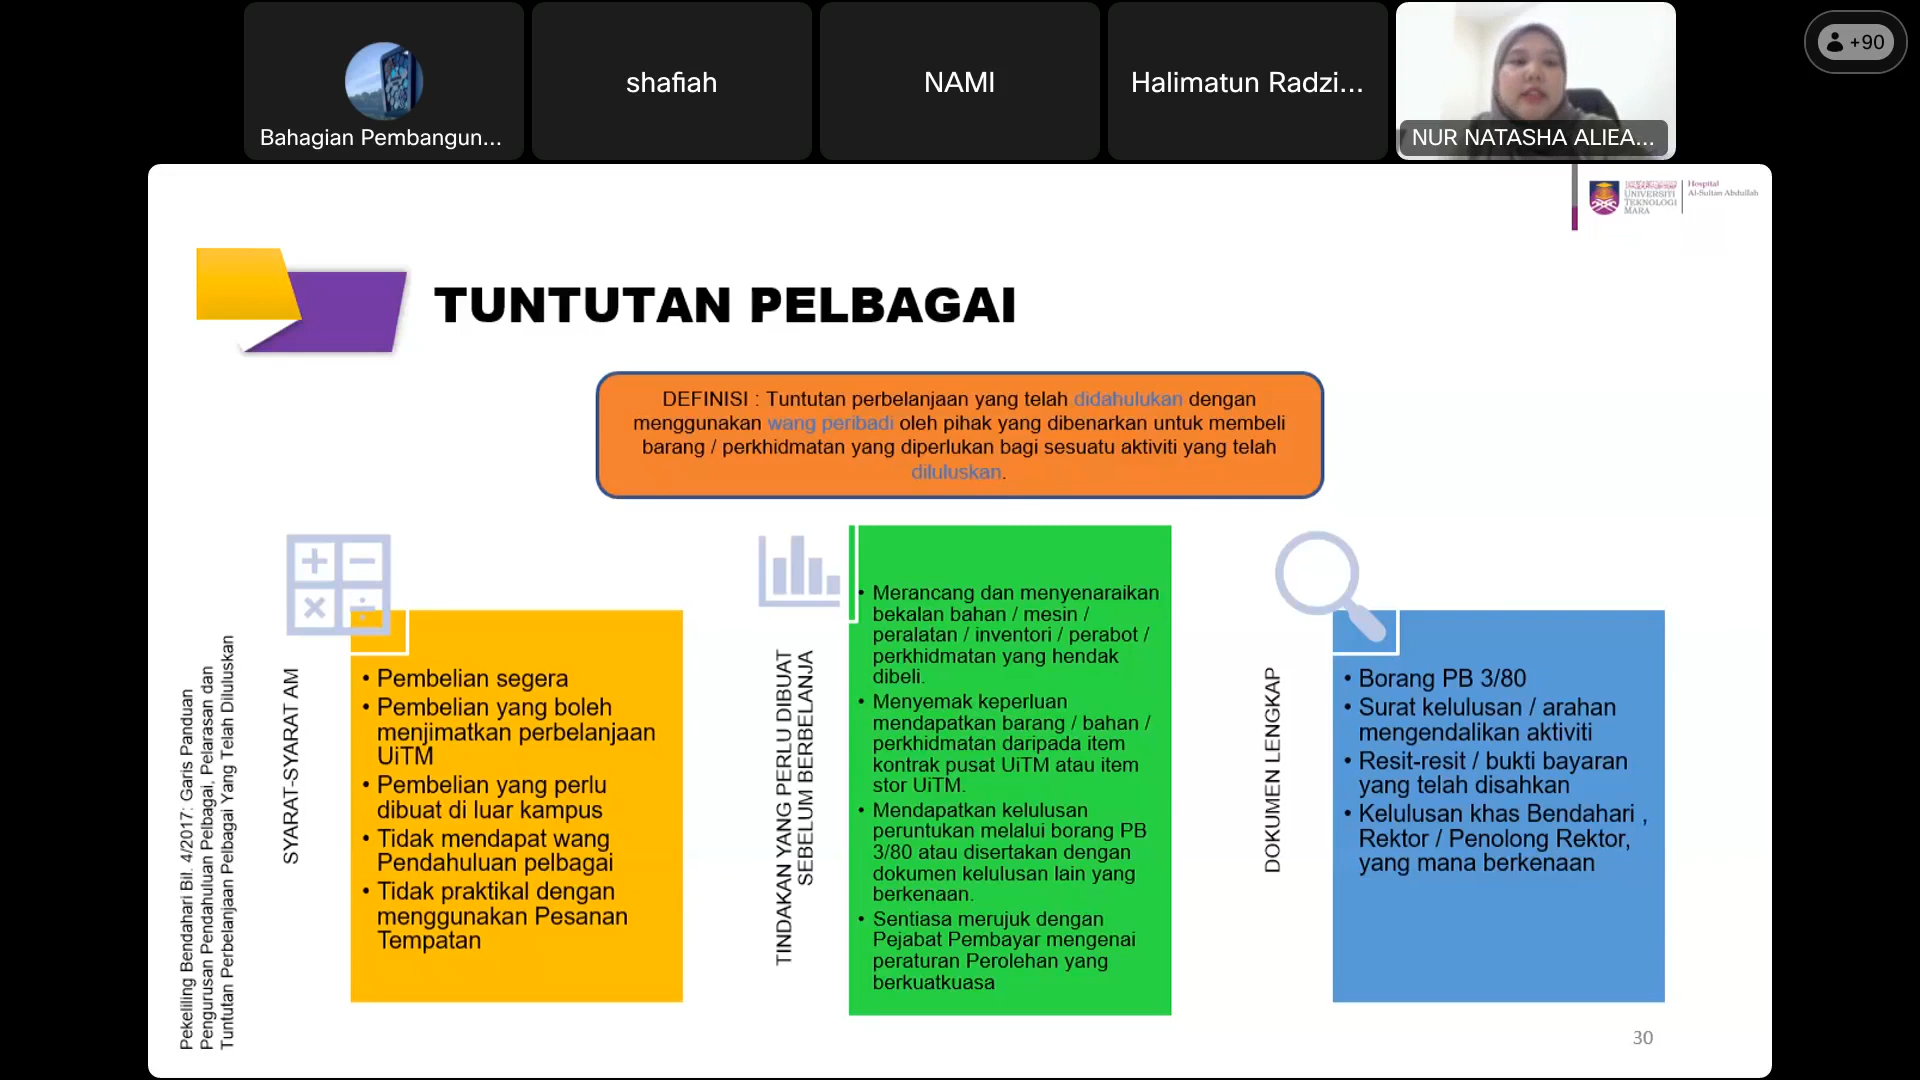 Bahagian Pembangun...
shafiah
NAMI
Halimatun Radzi...
NUR NATASHA ALIEA...
+90
UNIVERSITI
TEKNOLOGI
MARA
Hospital
Al-Sultan Abdullah
TUNTUTAN PELBAGAI
DEFINISI : Tuntutan perbelanjaan yang telah didahulukan dengan
menggunakan wang peribadi oleh pihak yang dibenarkan untuk membeli
barang / perkhidmatan yang diperlukan bagi sesuatu aktiviti yang telah
diluluskan.
Pekeliling Bendahari Bil. 4/2017: Garis Panduan
Pengurusan Pendahuluan Pelbagai, Pelarasan dan
Tuntutan Perbelanjaan Pelbagai Yang Telah Diluluskan
SYARAT-SYARAT AM
• Pembelian segera
• Pembelian yang boleh
menjimatkan perbelanjaan
UiTM
• Pembelian yang perlu
dibuat di luar kampus
• Tidak mendapat wang
Pendahuluan pelbagai
• Tidak praktikal dengan
menggunakan Pesanan
Tempatan
TINDAKAN YANG PERLU DIBUAT
SEBELUM BERBELANJA
• Merancang dan menyenaraikan
bekalan bahan / mesin /
peralatan / inventori / perabot /
perkhidmatan yang hendak
dibeli.
• Menyemak keperluan
mendapatkan barang / bahan /
perkhidmatan daripada item
kontrak pusat UiTM atau item
stor UiTM.
• Mendapatkan kelulusan
peruntukan melalui borang PB
3/80 atau disertakan dengan
dokumen kelulusan lain yang
berkenaan.
• Sentiasa merujuk dengan
Pejabat Pembayar mengenai
peraturan Perolehan yang
berkuatkuasa
DOKUMEN LENGKAP
• Borang PB 3/80
• Surat kelulusan / arahan
mengendalikan aktiviti
• Resit-resit / bukti bayaran
yang telah disahkan
• Kelulusan khas Bendahari ,
Rektor / Penolong Rektor,
yang mana berkenaan
30